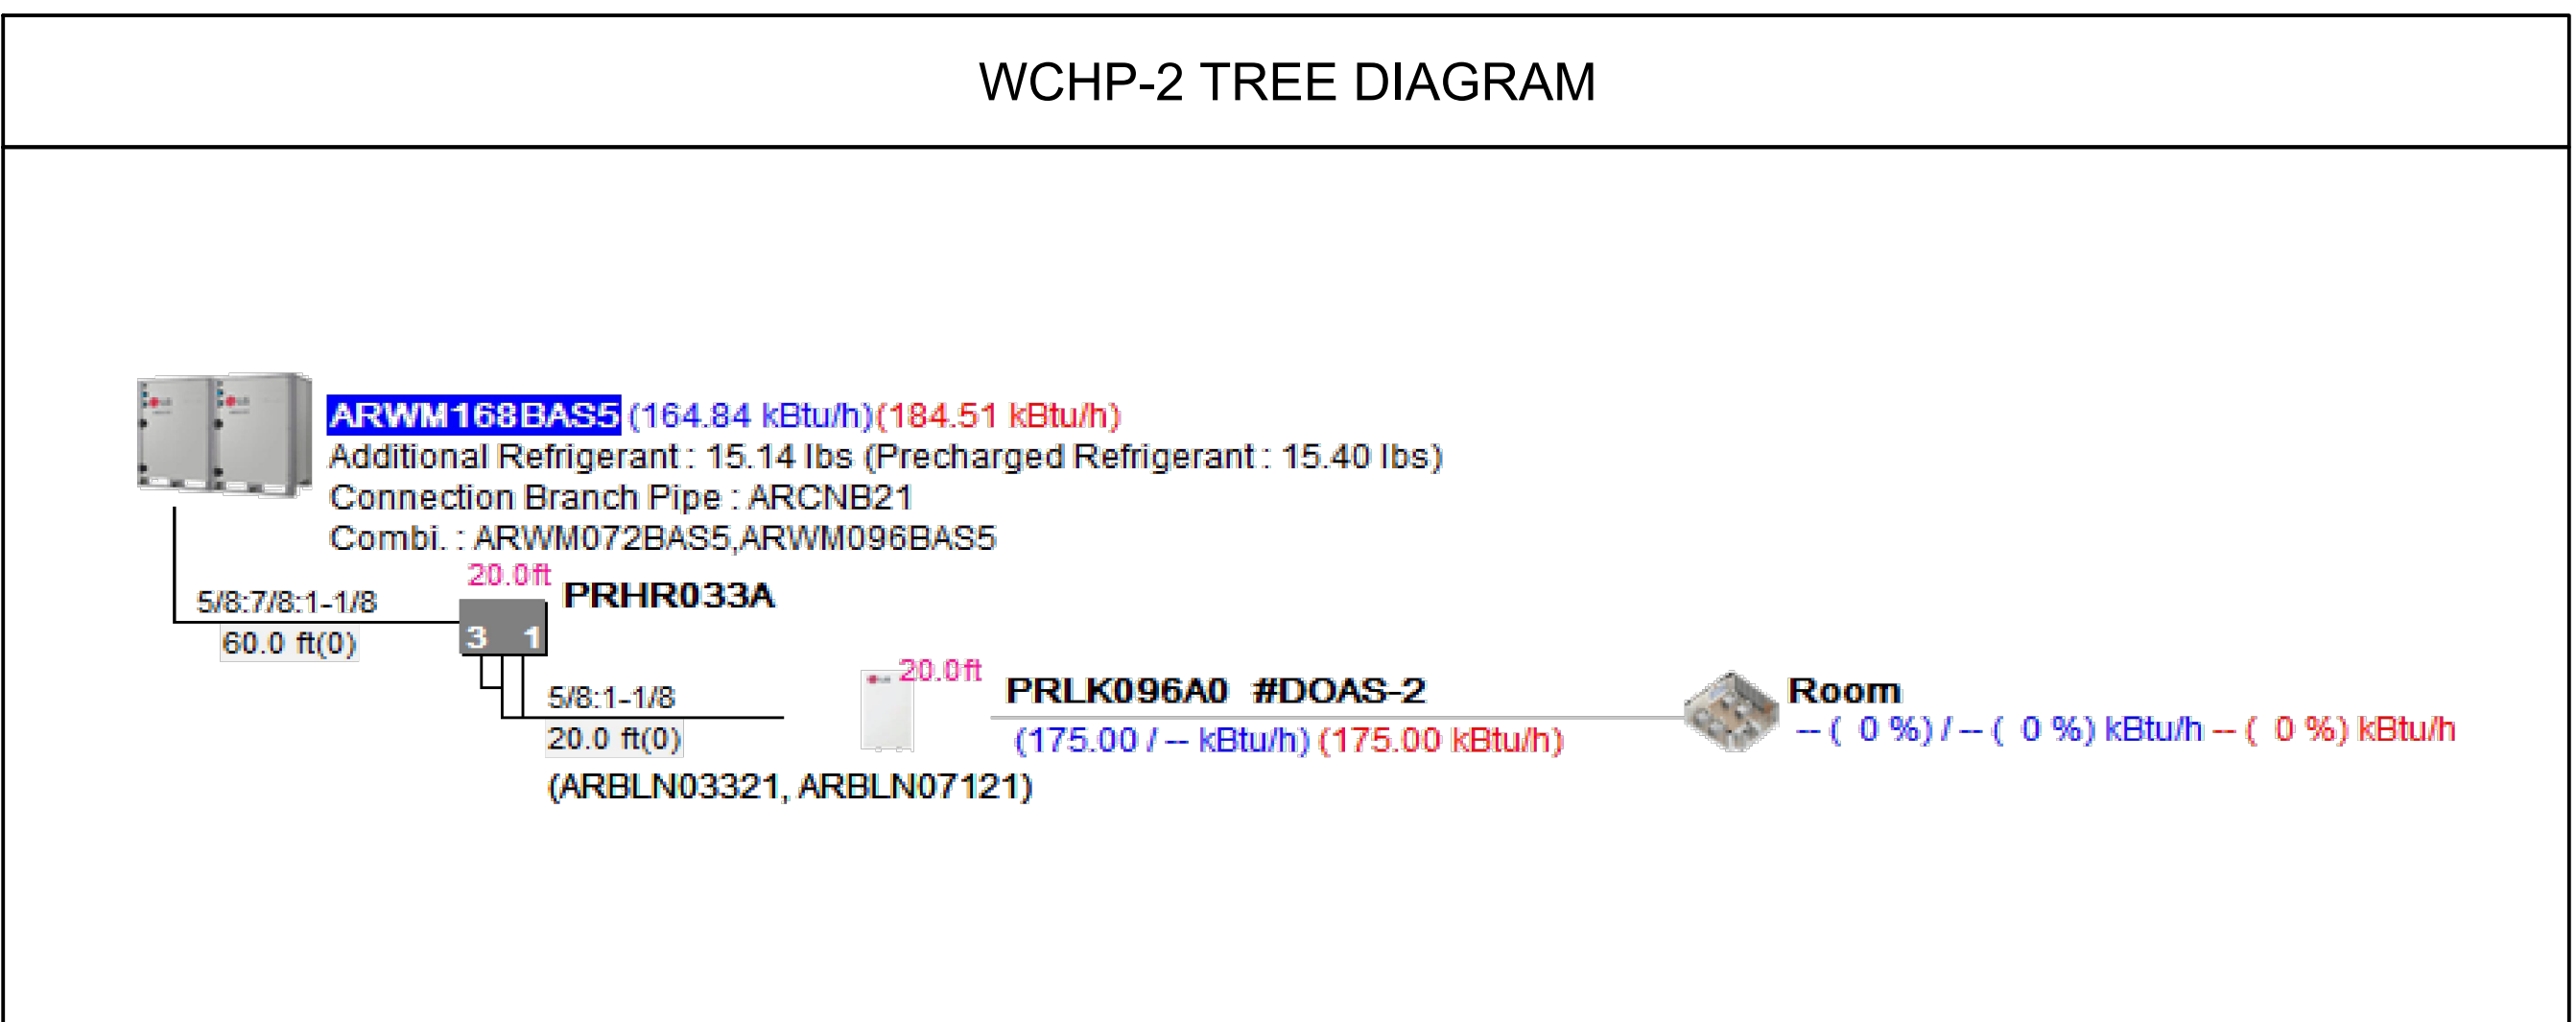 WCHP-2 TREE DIAGRAM
ARWM168BAS5 (164.84 kBtu/h)(184.51 kBtu/h)
Additional Refrigerant : 15.14 lbs (Precharged Refrigerant : 15.40 lbs)
Connection Branch Pipe : ARCNB21
Combi. : ARWM072BAS5,ARWM096BAS5
20.0ft
PRHR033A
5/8:7/8:1-1/8
60.0 ft(0)
3 1
5/8:1-1/8
20.0 ft(0)
(ARBLN03321, ARBLN07121)
20.0ft
PRLK096A0 #DOAS-2
(175.00 / -- kBtu/h) (175.00 kBtu/h)
Room
-- ( 0 %) / -- ( 0 %) kBtu/h -- ( 0 %) kBtu/h